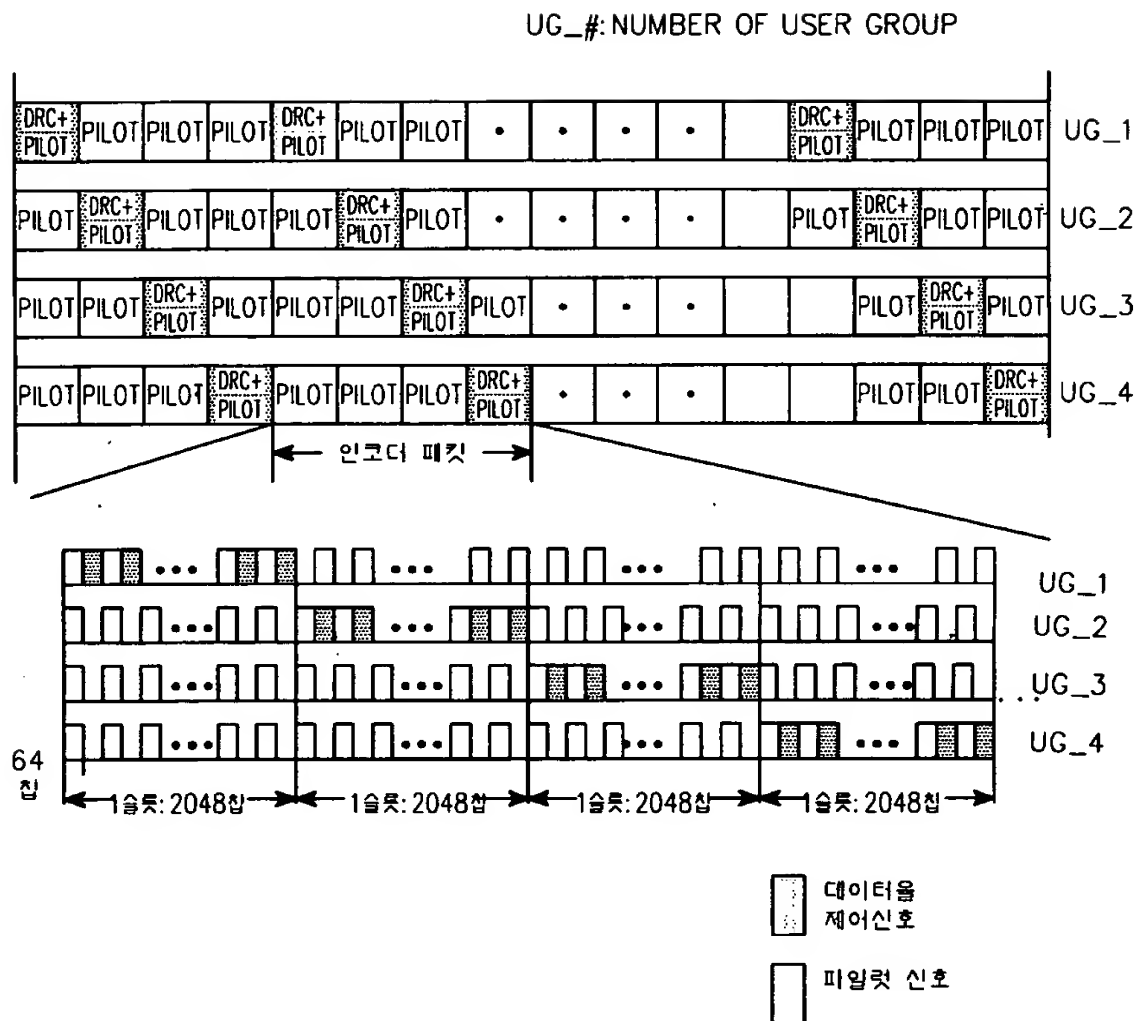 UG_#: NUMBER OF USER GROUP
DRC+ PILOT PILOT PILOT DRC+ PILOT PILOT • • • • DRC+ PILOT PILOT PILOT UG_1
PILOT PILOT PILOT
PILOT DRC+ PILOT PILOT PILOT DRC+ PILOT • • • • PILOT DRC+ PILOT PILOT UG_2
PILOT PILOT PILOT
PILOT PILOT DRC+ PILOT PILOT PILOT DRC+ PILOT • • • PILOT DRC+ PILOT UG_3
PILOT PILOT PILOT
PILOT PILOT PILOT DRC+ PILOT PILOT PILOT DRC+ • • • PILOT PILOT DRC+ UG_4
PILOT PILOT PILOT
인코더 패킷
••• ••• ••• ••• UG_1
••• ••• ••• ••• UG_2
••• ••• ••• ••• ... UG_3
••• ••• ••• ••• UG_4
64
칩
1슬롯: 2048칩 1슬롯: 2048칩 1슬롯: 2048칩 1슬롯: 2048칩
데이터율
제어신호
파일럿 신호